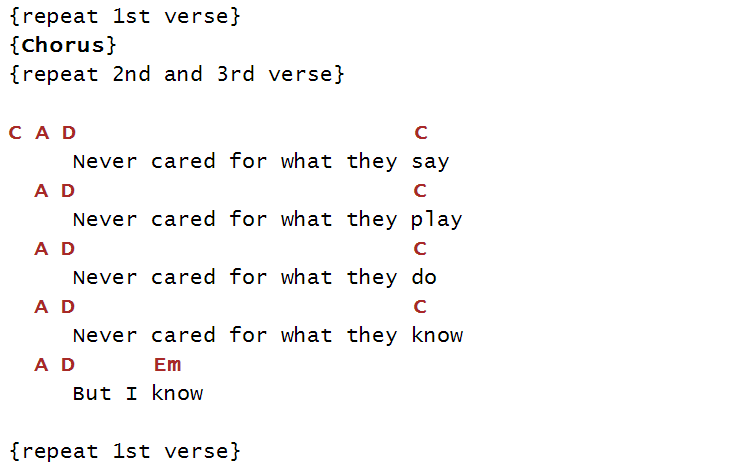 {repeat 1st verse}
{Chorus}
{repeat 2nd and 3rd verse}
C A D C
Never cared for what they say
A D C
Never cared for what they play
A D C
Never cared for what they do
A D C
Never cared for what they know
A D Em
But I know
{repeat 1st verse}